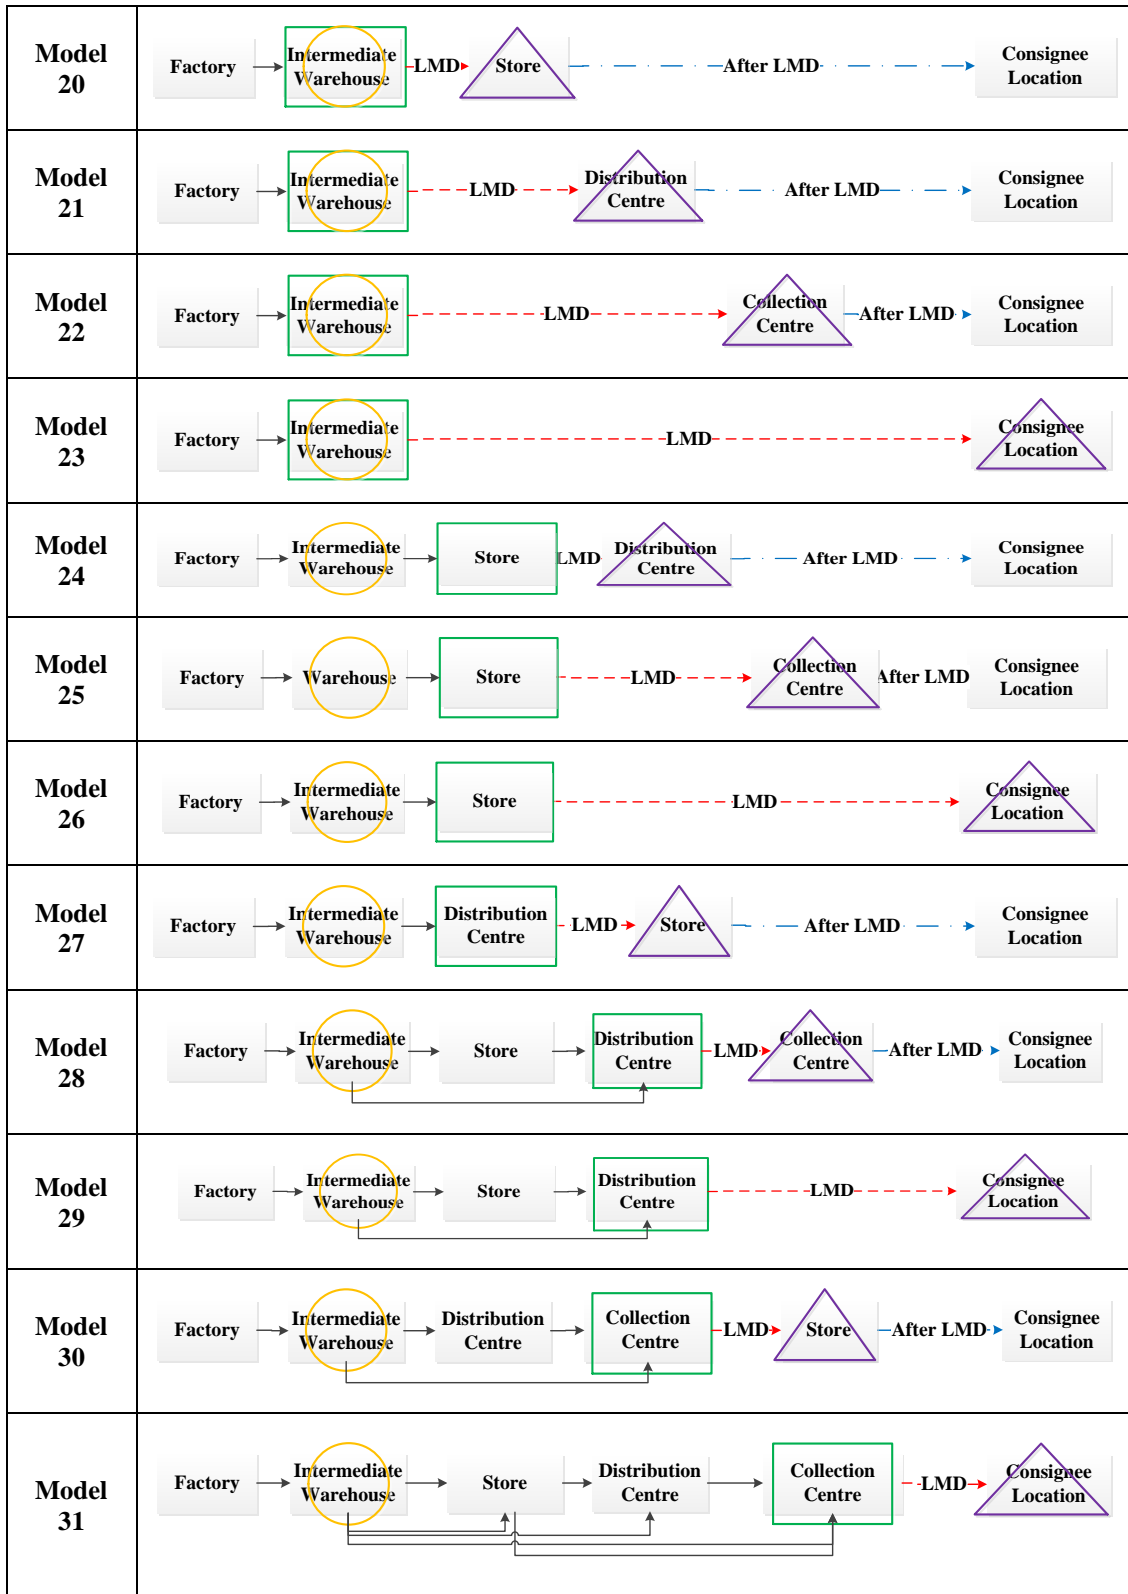 Model
20
Factory
Intermediate
Warehouse
LMD
Store
After LMD
Consignee
Location
Model
21
Factory
Intermediate
Warehouse
LMD
Distribution
Centre
After LMD
Consignee
Location
Model
22
Factory
Intermediate
Warehouse
LMD
Collection
Centre
After LMD
Consignee
Location
Model
23
Factory
Intermediate
Warehouse
LMD
Consignee
Location
Model
24
Factory
Intermediate
Warehouse
Store
LMD
Distribution
Centre
After LMD
Consignee
Location
Model
25
Factory
Warehouse
Store
LMD
Collection
Centre
After LMD
Consignee
Location
Model
26
Factory
Intermediate
Warehouse
Store
LMD
Consignee
Location
Model
27
Factory
Intermediate
Warehouse
Distribution
Centre
LMD
Store
After LMD
Consignee
Location
Model
28
Factory
Intermediate
Warehouse
Store
Distribution
Centre
LMD
Collection
Centre
After LMD
Consignee
Location
Model
29
Factory
Intermediate
Warehouse
Store
Distribution
Centre
LMD
Consignee
Location
Model
30
Factory
Intermediate
Warehouse
Distribution
Centre
Collection
Centre
LMD
Store
After LMD
Consignee
Location
Model
31
Factory
Intermediate
Warehouse
Store
Distribution
Centre
Collection
Centre
LMD
Consignee
Location